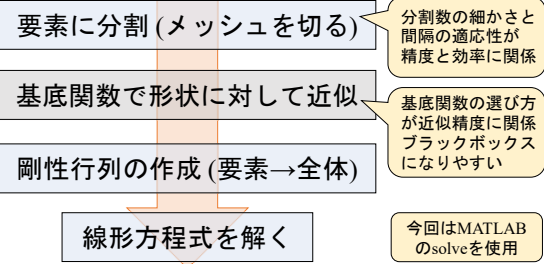 要素に分割 (メッシュを切る)
分割数の細かさと
間隔の適応性が
精度と効率に関係
基底関数で形状に対して近似
基底関数の選び方
が近似精度に関係
ブラックボックス
になりやすい
剛性行列の作成 (要素→全体)
線形方程式を解く
今回はMATLAB
のsolveを使用